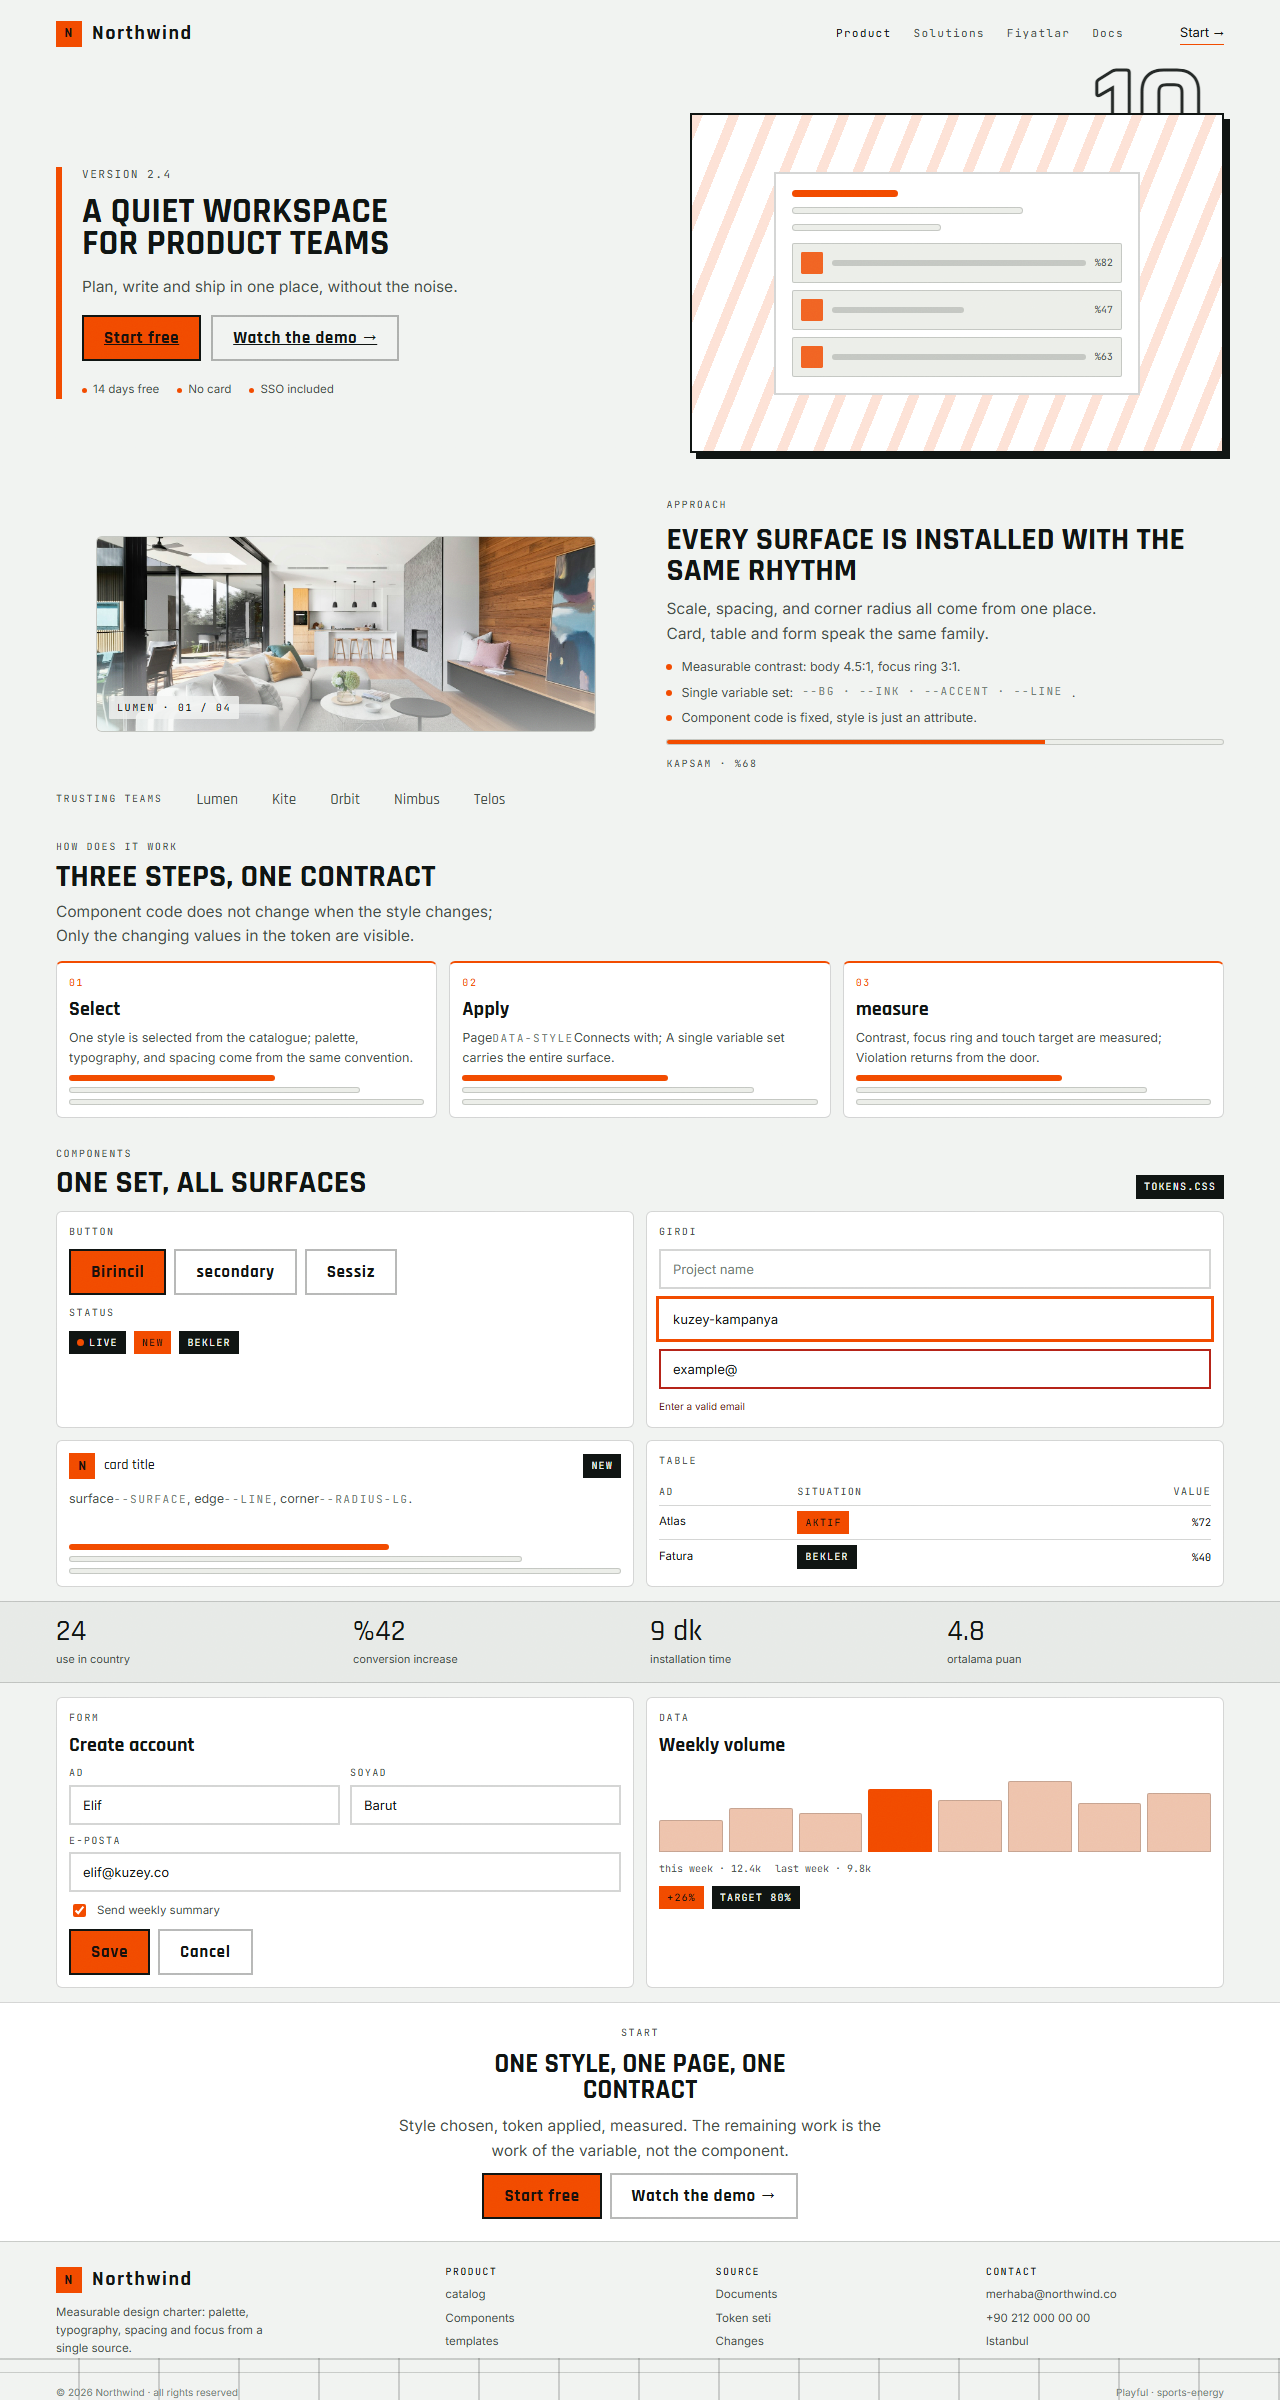 N Northwind
Product Solutions Fiyatlar Docs Start →
10
VERSION 2.4
A QUIET WORKSPACE
FOR PRODUCT TEAMS
Plan, write and ship in one place, without the noise.
Start free Watch the demo →
14 days free No card SSO included
%82
%47
%63
APPROACH
EVERY SURFACE IS INSTALLED WITH THE
SAME RHYTHM
Scale, spacing, and corner radius all come from one place.
Card, table and form speak the same family.
Measurable contrast: body 4.5:1, focus ring 3:1.
Single variable set: --BG · --INK · --ACCENT · --LINE .
Component code is fixed, style is just an attribute.
KAPSAM · %68
LUMEN · 01 / 04
TRUSTING TEAMS Lumen Kite Orbit Nimbus Telos
HOW DOES IT WORK
THREE STEPS, ONE CONTRACT
Component code does not change when the style changes;
Only the changing values in the token are visible.
01
Select
One style is selected from the catalogue; palette,
typography, and spacing come from the same convention.
02
Apply
PageDATA-STYLEConnects with; A single variable set
carries the entire surface.
03
measure
Contrast, focus ring and touch target are measured;
Violation returns from the door.
COMPONENTS
ONE SET, ALL SURFACES
TOKENS.CSS
BUTTON
Birincil secondary Sessiz
STATUS
LIVE NEW BEKLER
GIRDI
Project name
kuzey-kampanya
example@
Enter a valid email
N card title NEW
surface--SURFACE, edge--LINE, corner--RADIUS-LG.
TABLE
AD SITUATION VALUE
Atlas AKTIF %72
Fatura BEKLER %40
24
use in country
%42
conversion increase
9 dk
installation time
4.8
ortalama puan
FORM
Create account
AD SOYAD
Elif Barut
E-POSTA
elif@kuzey.co
Send weekly summary
Save Cancel
DATA
Weekly volume
this week · 12.4k last week · 9.8k
+26% TARGET 80%
START
ONE STYLE, ONE PAGE, ONE
CONTRACT
Style chosen, token applied, measured. The remaining work is the
work of the variable, not the component.
Start free Watch the demo →
N Northwind
Measurable design charter: palette,
typography, spacing and focus from a
single source.
PRODUCT
catalog
Components
templates
SOURCE
Documents
Token seti
Changes
CONTACT
merhaba@northwind.co
+90 212 000 00 00
Istanbul
© 2026 Northwind · all rights reserved
Playful · sports-energy